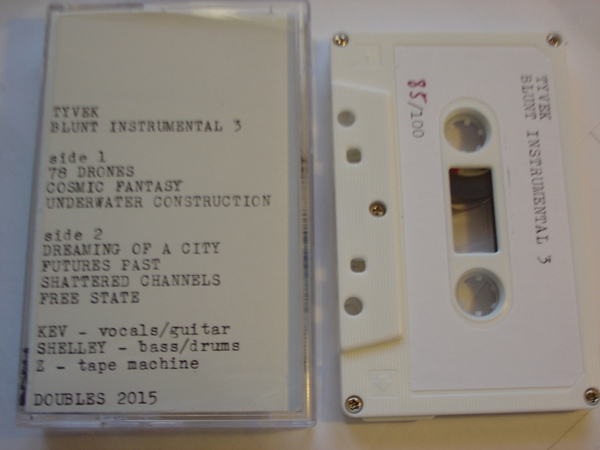 TYVEK
BLUNT INSTRUMENTAL 3
side 1
78 DRONES
COSMIC FANTASY
UNDERWATER CONSTRUCTION
side 2
DREAMING OF A CITY
FUTURES PAST
SHATTERED CHANNELS
FREE STATE
KEV - vocals/guitar
SHELLEY - bass/drums
Z - tape machine
DOUBLES 2015
TYVEK
BLUNT INSTRUMENTAL 3
85/100